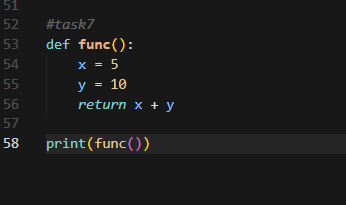 51
52 #task7
53 def func():
54     x = 5
55     y = 10
56     return x + y
57
58 print(func())